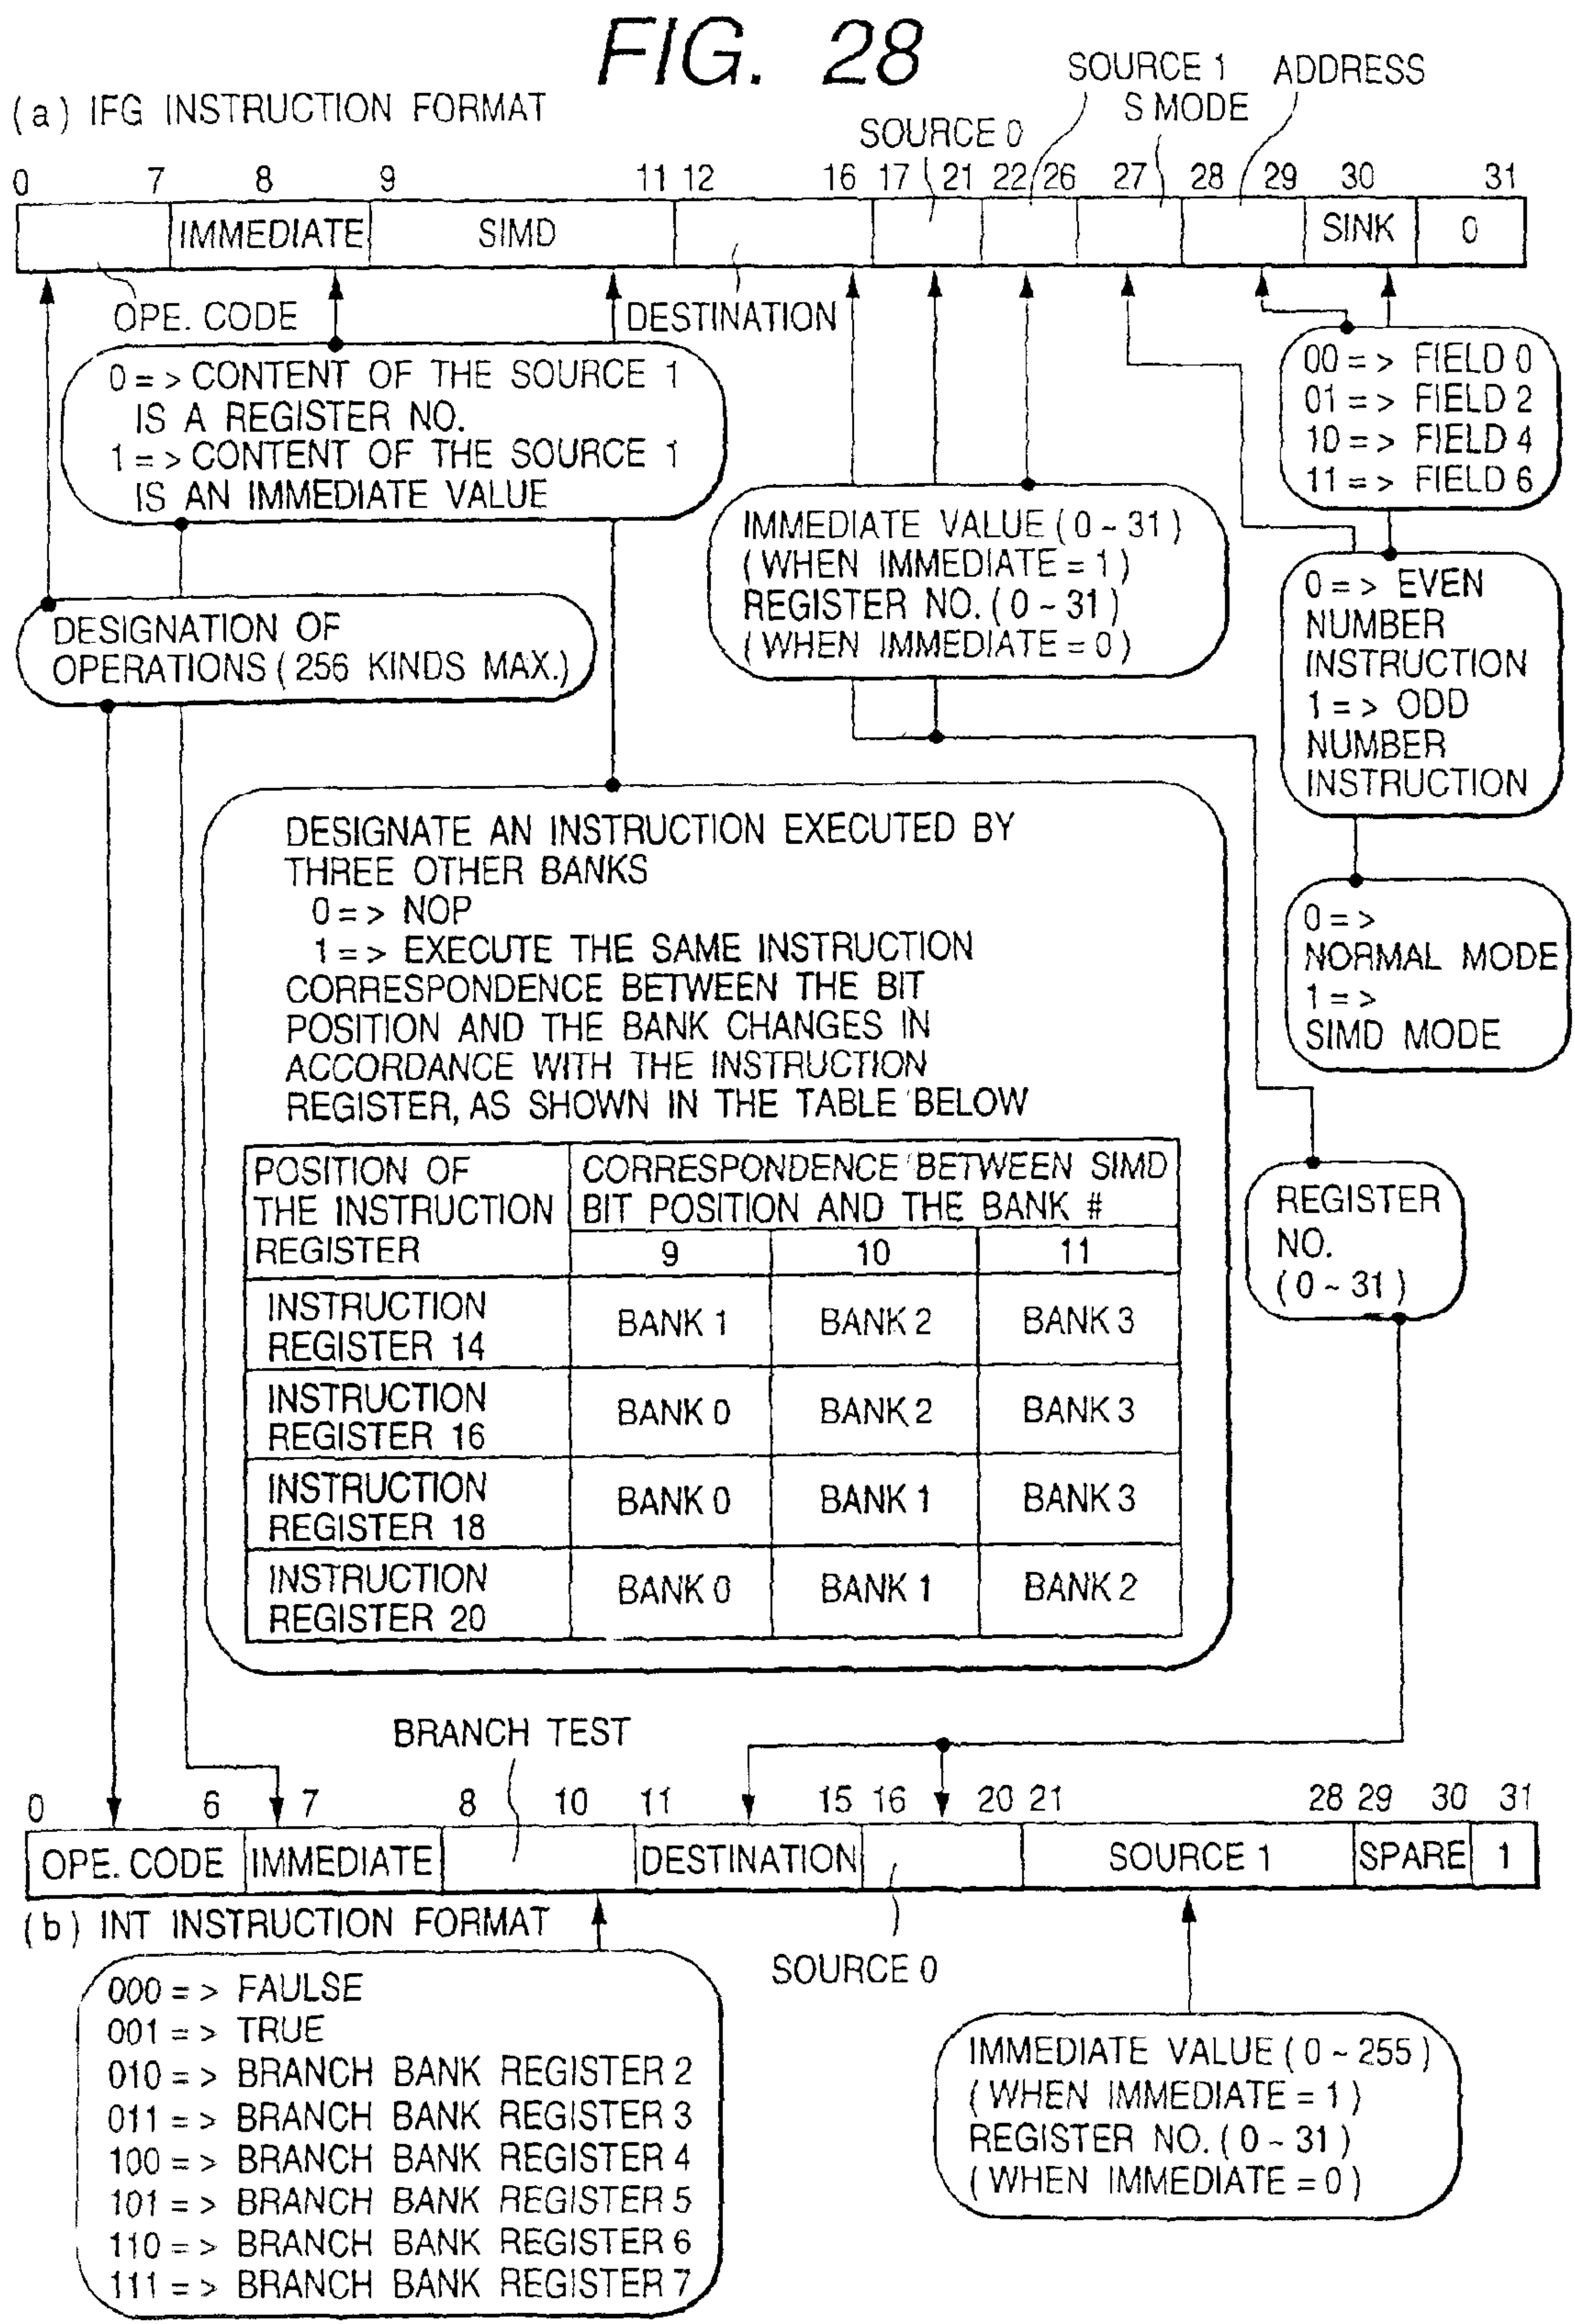 FIG. 28
(a) IFG INSTRUCTION FORMAT
SOURCE 0
SOURCE 1
S MODE
ADDRESS
0 7 8 9 11 12 16 17 21 22 26 27 28 29 30 31
IMMEDIATE SIMD SINK 0
OPE. CODE
DESTINATION
0 = > CONTENT OF THE SOURCE 1
IS A REGISTER NO.
1 = > CONTENT OF THE SOURCE 1
IS AN IMMEDIATE VALUE
00 = > FIELD 0
01 = > FIELD 2
10 = > FIELD 4
11 = > FIELD 6
IMMEDIATE VALUE ( 0 ~ 31 )
( WHEN IMMEDIATE = 1 )
REGISTER NO. ( 0 ~ 31 )
( WHEN IMMEDIATE = 0 )
DESIGNATION OF
OPERATIONS ( 256 KINDS MAX. )
0 = > EVEN
NUMBER
INSTRUCTION
1 = > ODD
NUMBER
INSTRUCTION
0 = >
NORMAL MODE
1 = >
SIMD MODE
DESIGNATE AN INSTRUCTION EXECUTED BY
THREE OTHER BANKS
0 = > NOP
1 = > EXECUTE THE SAME INSTRUCTION
CORRESPONDENCE BETWEEN THE BIT
POSITION AND THE BANK CHANGES IN
ACCORDANCE WITH THE INSTRUCTION
REGISTER, AS SHOWN IN THE TABLE BELOW
POSITION OF
THE INSTRUCTION
REGISTER
CORRESPONDENCE BETWEEN SIMD
BIT POSITION AND THE BANK #
9 10 11
INSTRUCTION
REGISTER 14
BANK 1 BANK 2 BANK 3
INSTRUCTION
REGISTER 16
BANK 0 BANK 2 BANK 3
INSTRUCTION
REGISTER 18
BANK 0 BANK 1 BANK 3
INSTRUCTION
REGISTER 20
BANK 0 BANK 1 BANK 2
REGISTER
NO.
( 0 ~ 31 )
BRANCH TEST
0 6 7 8 10 11 15 16 20 21 28 29 30 31
OPE. CODE IMMEDIATE DESTINATION SOURCE 1 SPARE 1
(b) INT INSTRUCTION FORMAT
SOURCE 0
000 = > FAULSE
001 = > TRUE
010 = > BRANCH BANK REGISTER 2
011 = > BRANCH BANK REGISTER 3
100 = > BRANCH BANK REGISTER 4
101 = > BRANCH BANK REGISTER 5
110 = > BRANCH BANK REGISTER 6
111 = > BRANCH BANK REGISTER 7
IMMEDIATE VALUE ( 0 ~ 255 )
( WHEN IMMEDIATE = 1 )
REGISTER NO. ( 0 ~ 31 )
( WHEN IMMEDIATE = 0 )